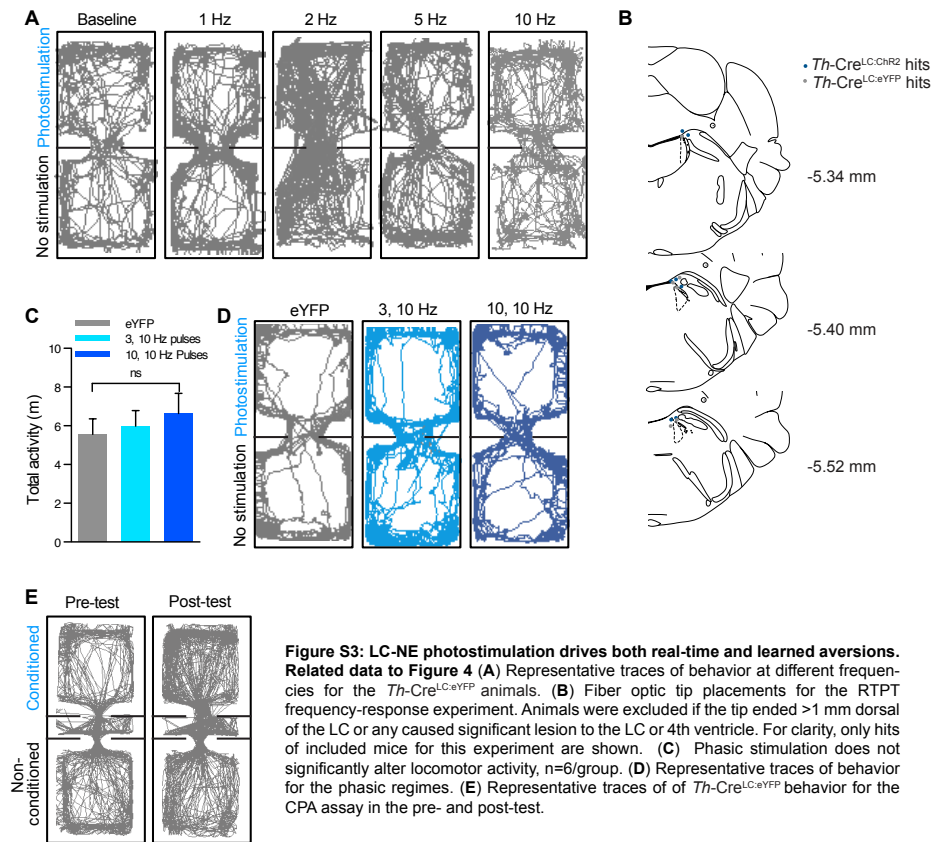 A
Baseline
1 Hz
2 Hz
5 Hz
10 Hz
Photostimulation
No stimulation
B
Th-CreLC:ChR2 hits
Th-CreLC:eYFP hits
-5.34 mm
-5.40 mm
-5.52 mm
C
eYFP
3, 10 Hz pulses
10, 10 Hz Pulses
ns
Total activity (m)
10
8
6
4
2
0
D
eYFP
3, 10 Hz
10, 10 Hz
Photostimulation
No stimulation
E
Pre-test
Post-test
Conditioned
Non-
conditioned
Figure S3: LC-NE photostimulation drives both real-time and learned aversions.
Related data to Figure 4 (A) Representative traces of behavior at different frequen-
cies for the Th-CreLC:eYFP animals. (B) Fiber optic tip placements for the RTPT
frequency-response experiment. Animals were excluded if the tip ended >1 mm dorsal
of the LC or any caused significant lesion to the LC or 4th ventricle. For clarity, only hits
of included mice for this experiment are shown. (C) Phasic stimulation does not
significantly alter locomotor activity, n=6/group. (D) Representative traces of behavior
for the phasic regimes. (E) Representative traces of of Th-CreLC:eYFP behavior for the
CPA assay in the pre- and post-test.